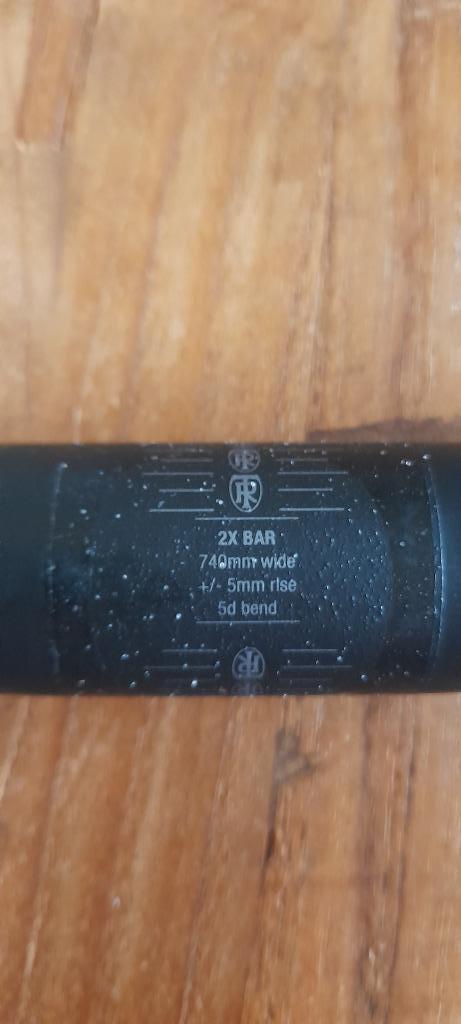 2X BAR
740mm wide
+/- 5mm rise
5d bend